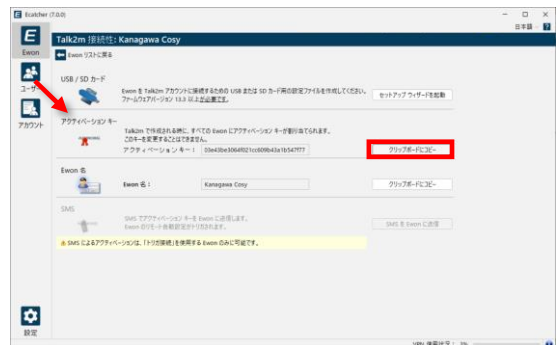 Ecatcher (7.0.0)
日本語
Talk2m 接続性: Kanagawa Cosy
Ewon
Ewon リストに戻る
USB / SD カード
ユーザー
Ewon を Talk2m アカウントに接続するための USB または SD カード用の設定ファイルを作成してください。
ファームウェアバージョン 13.3 以上が必要です。
セットアップ ウィザードを起動
アカウント
アクティベーション キー
Talk2m で作成される時に、すべての Ewon にアクティベーション キーが割り当てられます。
このキーを変更することはできません。
アクティベーションキー:
クリップボードにコピー
Ewon 名
Ewon 名:
Kanagawa Cosy
クリップボードにコピー
SMS
SMS でアクティベーション キーを Ewon に送信します。
Ewon のリモート自動設定がトリガされます。
SMS を Ewon に送信
SMS によるアクティベーションは、「トリガ接続」を使用する Ewon のみに可能です。
設定